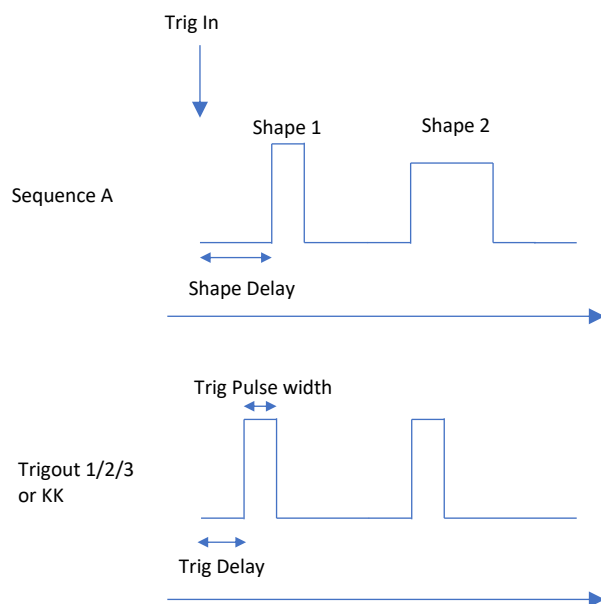 Trig In
Shape 1
Shape 2
Sequence A
Shape Delay
Trig Pulse width
Trigout 1/2/3
or KK
Trig Delay